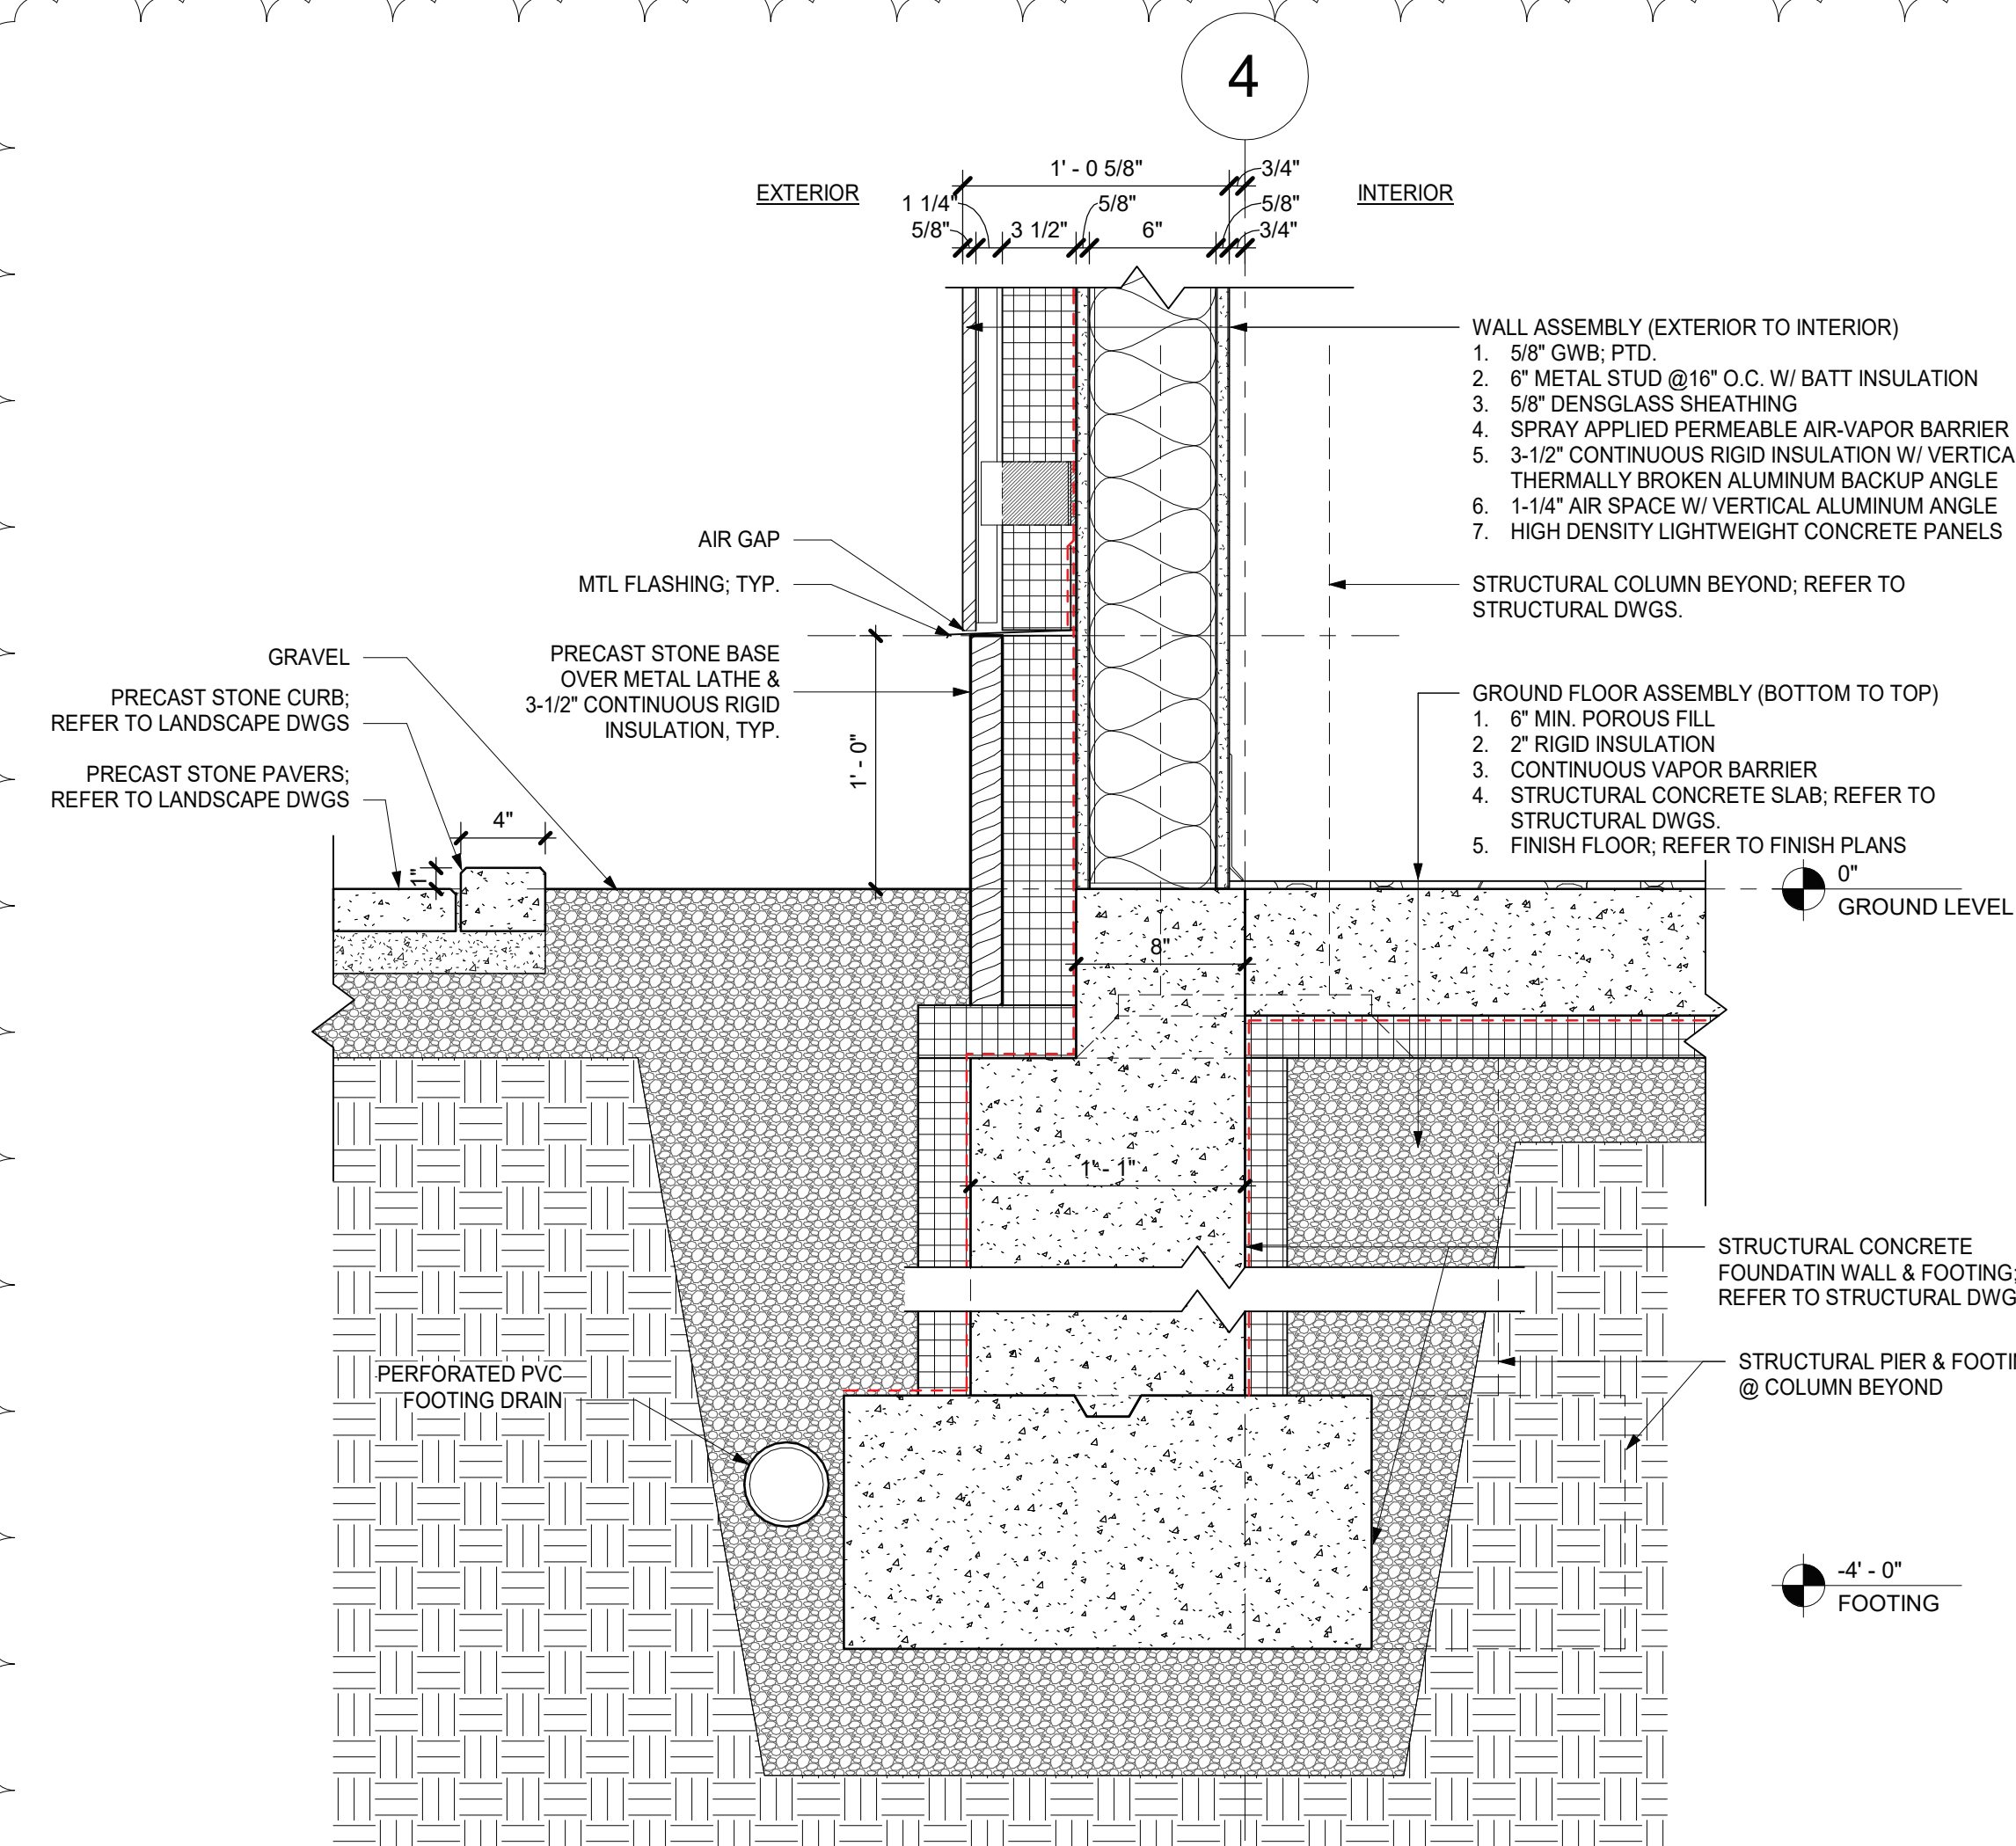 4
1' - 0 5/8"
3/4"
EXTERIOR
INTERIOR
1 1/4"
5/8"
5/8"
5/8"
3 1/2"
6"
3/4"
WALL ASSEMBLY (EXTERIOR TO INTERIOR)
1. 5/8" GWB; PTD.
2. 6" METAL STUD @16" O.C. W/ BATT INSULATION
3. 5/8" DENSGLASS SHEATHING
4. SPRAY APPLIED PERMEABLE AIR-VAPOR BARRIER
5. 3-1/2" CONTINUOUS RIGID INSULATION W/ VERTICA
THERMALLY BROKEN ALUMINUM BACKUP ANGLE
6. 1-1/4" AIR SPACE W/ VERTICAL ALUMINUM ANGLE
7. HIGH DENSITY LIGHTWEIGHT CONCRETE PANELS
AIR GAP
MTL FLASHING; TYP.
STRUCTURAL COLUMN BEYOND; REFER TO
STRUCTURAL DWGS.
PRECAST STONE BASE
OVER METAL LATHE &
3-1/2" CONTINUOUS RIGID
INSULATION, TYP.
GRAVEL
PRECAST STONE CURB;
REFER TO LANDSCAPE DWGS
PRECAST STONE PAVERS;
REFER TO LANDSCAPE DWGS
1' - 0"
4"
1"
GROUND FLOOR ASSEMBLY (BOTTOM TO TOP)
1. 6" MIN. POROUS FILL
2. 2" RIGID INSULATION
3. CONTINUOUS VAPOR BARRIER
4. STRUCTURAL CONCRETE SLAB; REFER TO
STRUCTURAL DWGS.
5. FINISH FLOOR; REFER TO FINISH PLANS
0"
GROUND LEVEL
8"
1' - 1"
STRUCTURAL CONCRETE
FOUNDATIN WALL & FOOTING;
REFER TO STRUCTURAL DWG
PERFORATED PVC
FOOTING DRAIN
STRUCTURAL PIER & FOOTI
@ COLUMN BEYOND
-4' - 0"
FOOTING